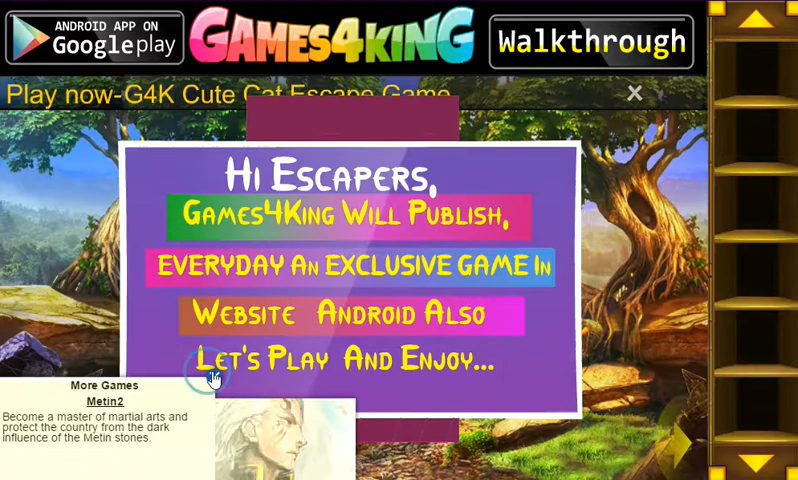 ANDROID APP ON
Google play
GAMES4KING
Walkthrough
Play now-G4K Cute Cat Escape Game
HI ESCAPERS,
GAMES4KING WILL PUBLISH,
EVERYDAY AN EXCLUSIVE GAME IN
WEBSITE ANDROID ALSO
LET'S PLAY AND ENJOY...
More Games
Metin2
Become a master of martial arts and
protect the country from the dark
influence of the Metin stones.